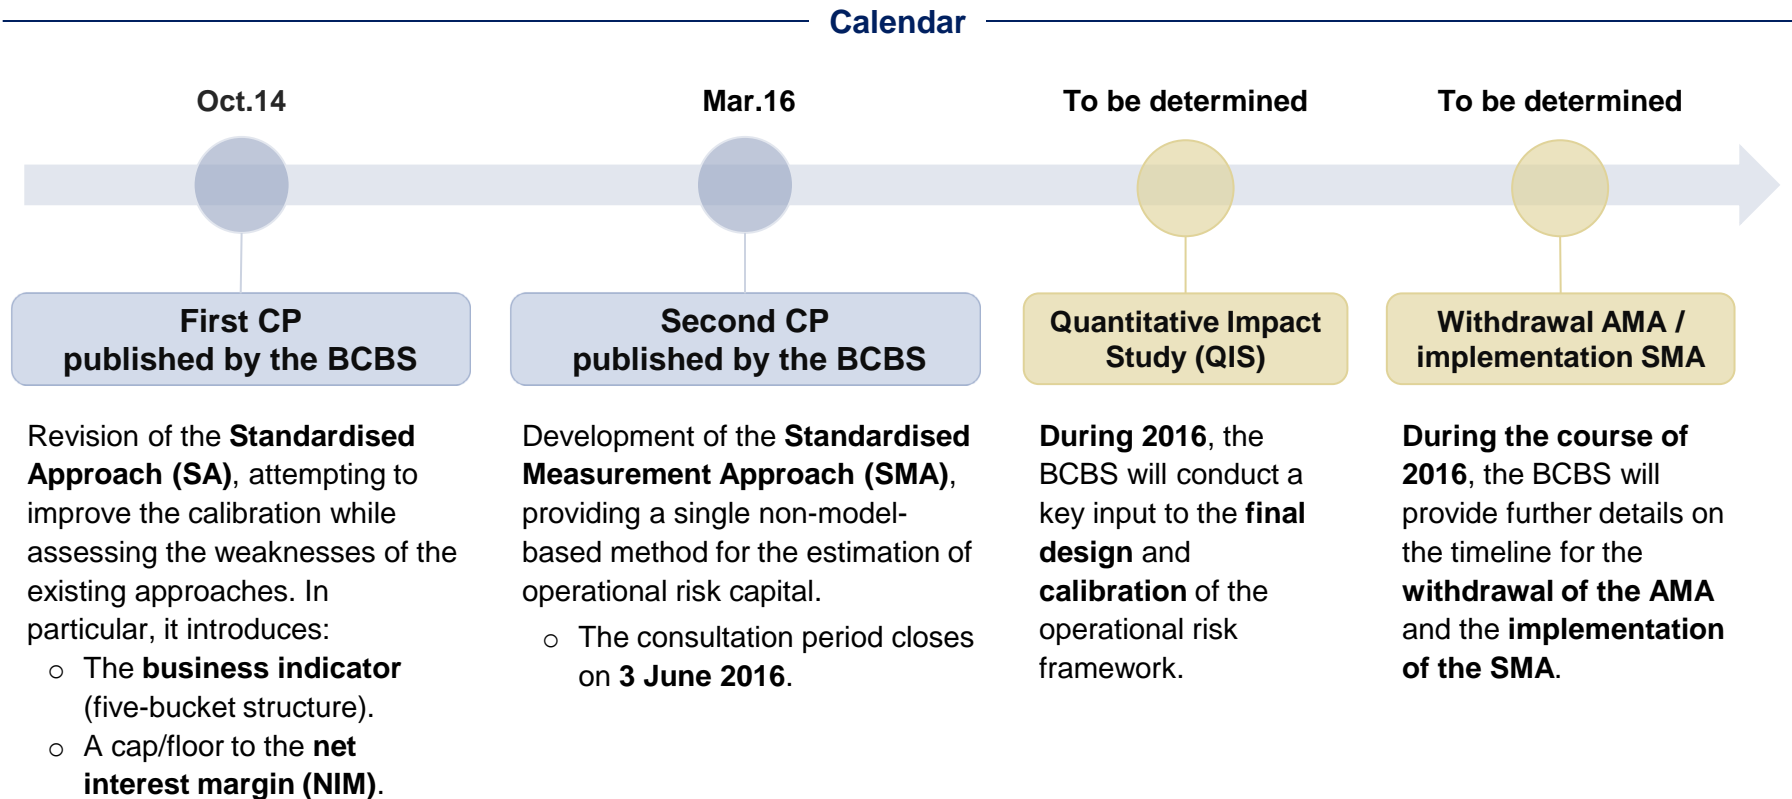 Calendar
Oct.14
Mar.16
To be determined
To be determined
First CP
published by the BCBS
Second CP
published by the BCBS
Quantitative Impact
Study (QIS)
Withdrawal AMA /
implementation SMA
Revision of the Standardised
Approach (SA), attempting to
improve the calibration while
assessing the weaknesses of the
existing approaches. In
particular, it introduces:
o The business indicator
(five-bucket structure).
o A cap/floor to the net
interest margin (NIM).
Development of the Standardised
Measurement Approach (SMA),
providing a single non-model-
based method for the estimation of
operational risk capital.
o The consultation period closes
on 3 June 2016.
During 2016, the
BCBS will conduct a
key input to the final
design and
calibration of the
operational risk
framework.
During the course of
2016, the BCBS will
provide further details on
the timeline for the
withdrawal of the AMA
and the implementation
of the SMA.